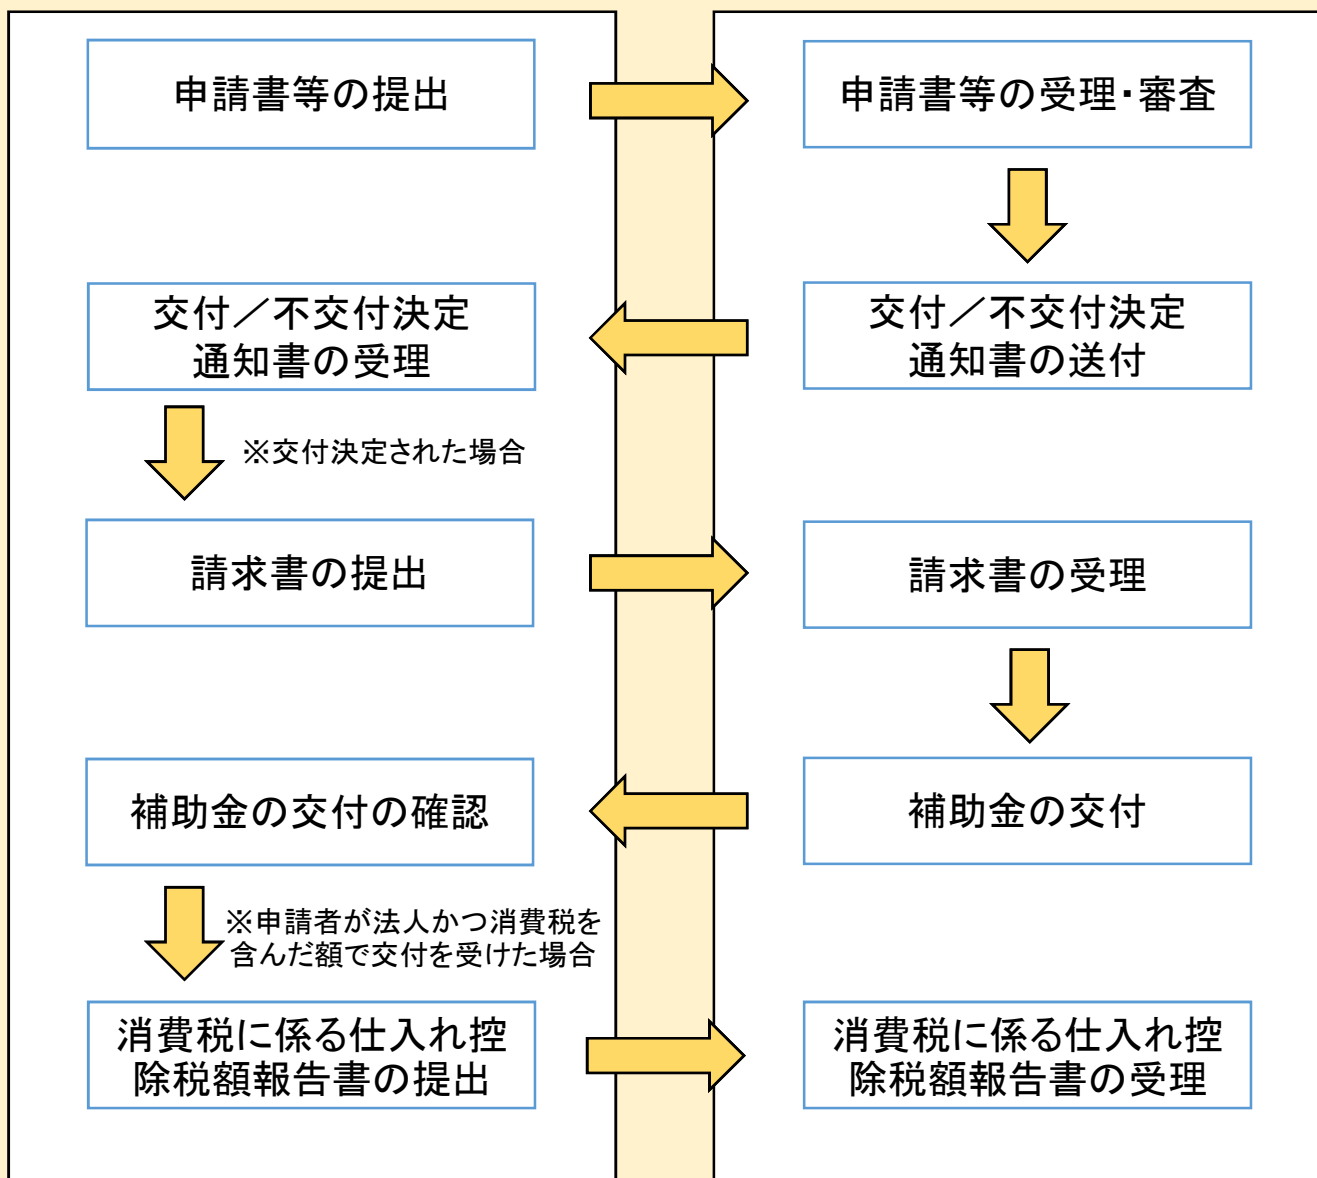 申請書等の提出
申請書等の受理・審査
交付／不交付決定
通知書の受理
交付／不交付決定
通知書の送付
※交付決定された場合
請求書の提出
請求書の受理
補助金の交付の確認
補助金の交付
※申請者が法人かつ消費税を
含んだ額で交付を受けた場合
消費税に係る仕入れ控
除税額報告書の提出
消費税に係る仕入れ控
除税額報告書の受理